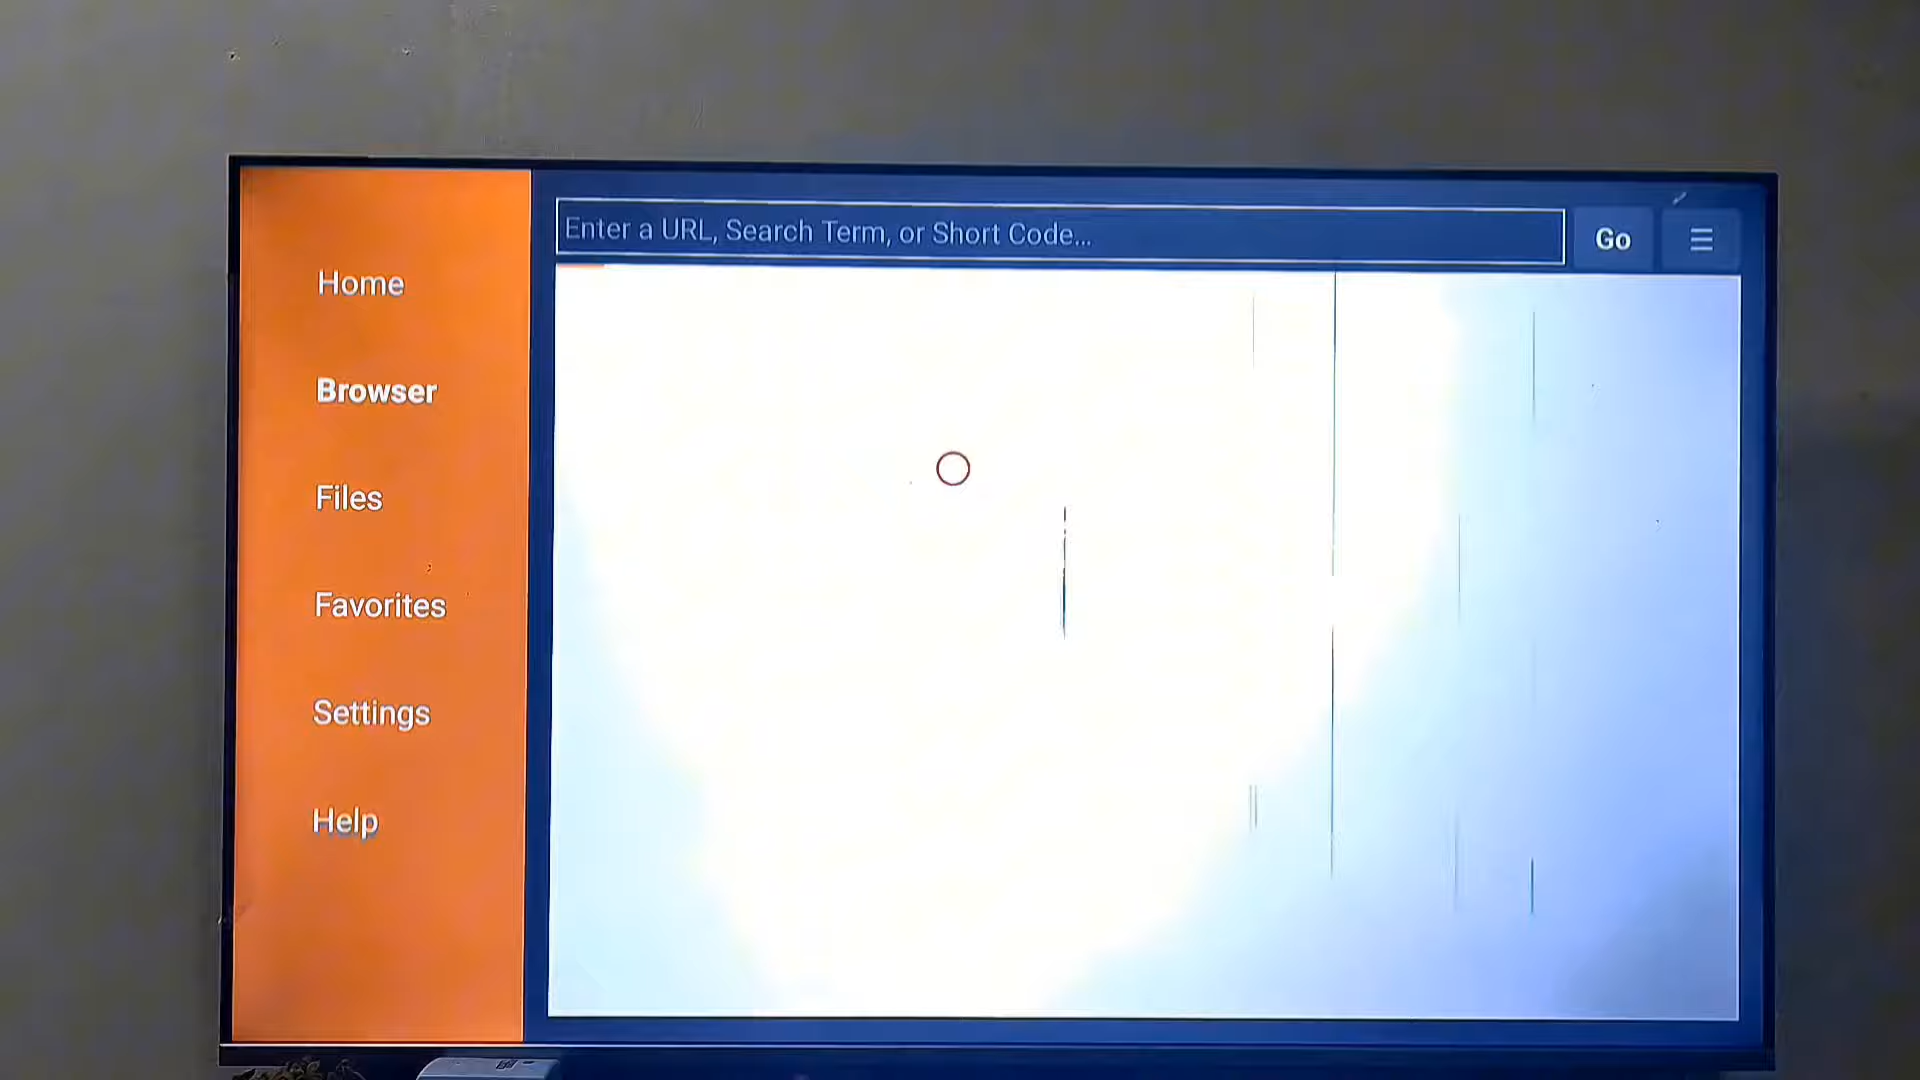 Home
Browser
Files
Favorites
Settings
Help
Enter a URL, Search Term, or Short Code...
Go